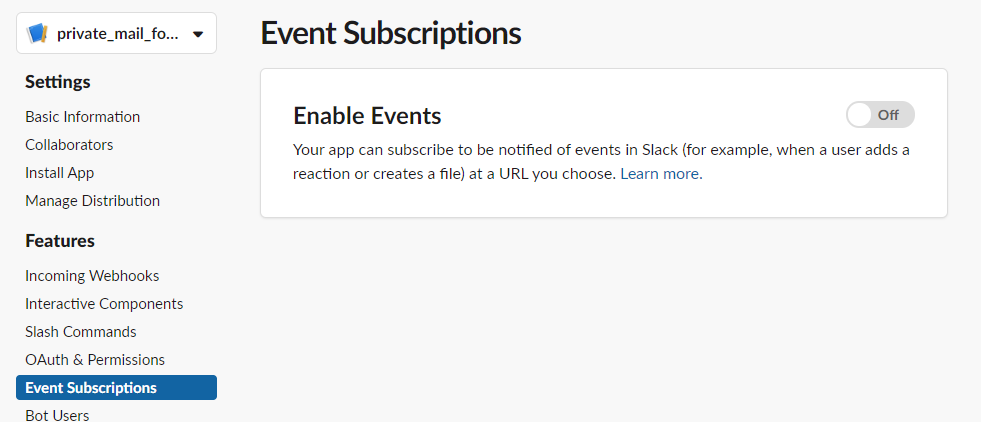 private_mail_fo...
Settings
Basic Information
Collaborators
Install App
Manage Distribution
Features
Incoming Webhooks
Interactive Components
Slash Commands
OAuth & Permissions
Event Subscriptions
Bot Users
Event Subscriptions
Enable Events
Off
Your app can subscribe to be notified of events in Slack (for example, when a user adds a
reaction or creates a file) at a URL you choose. Learn more.